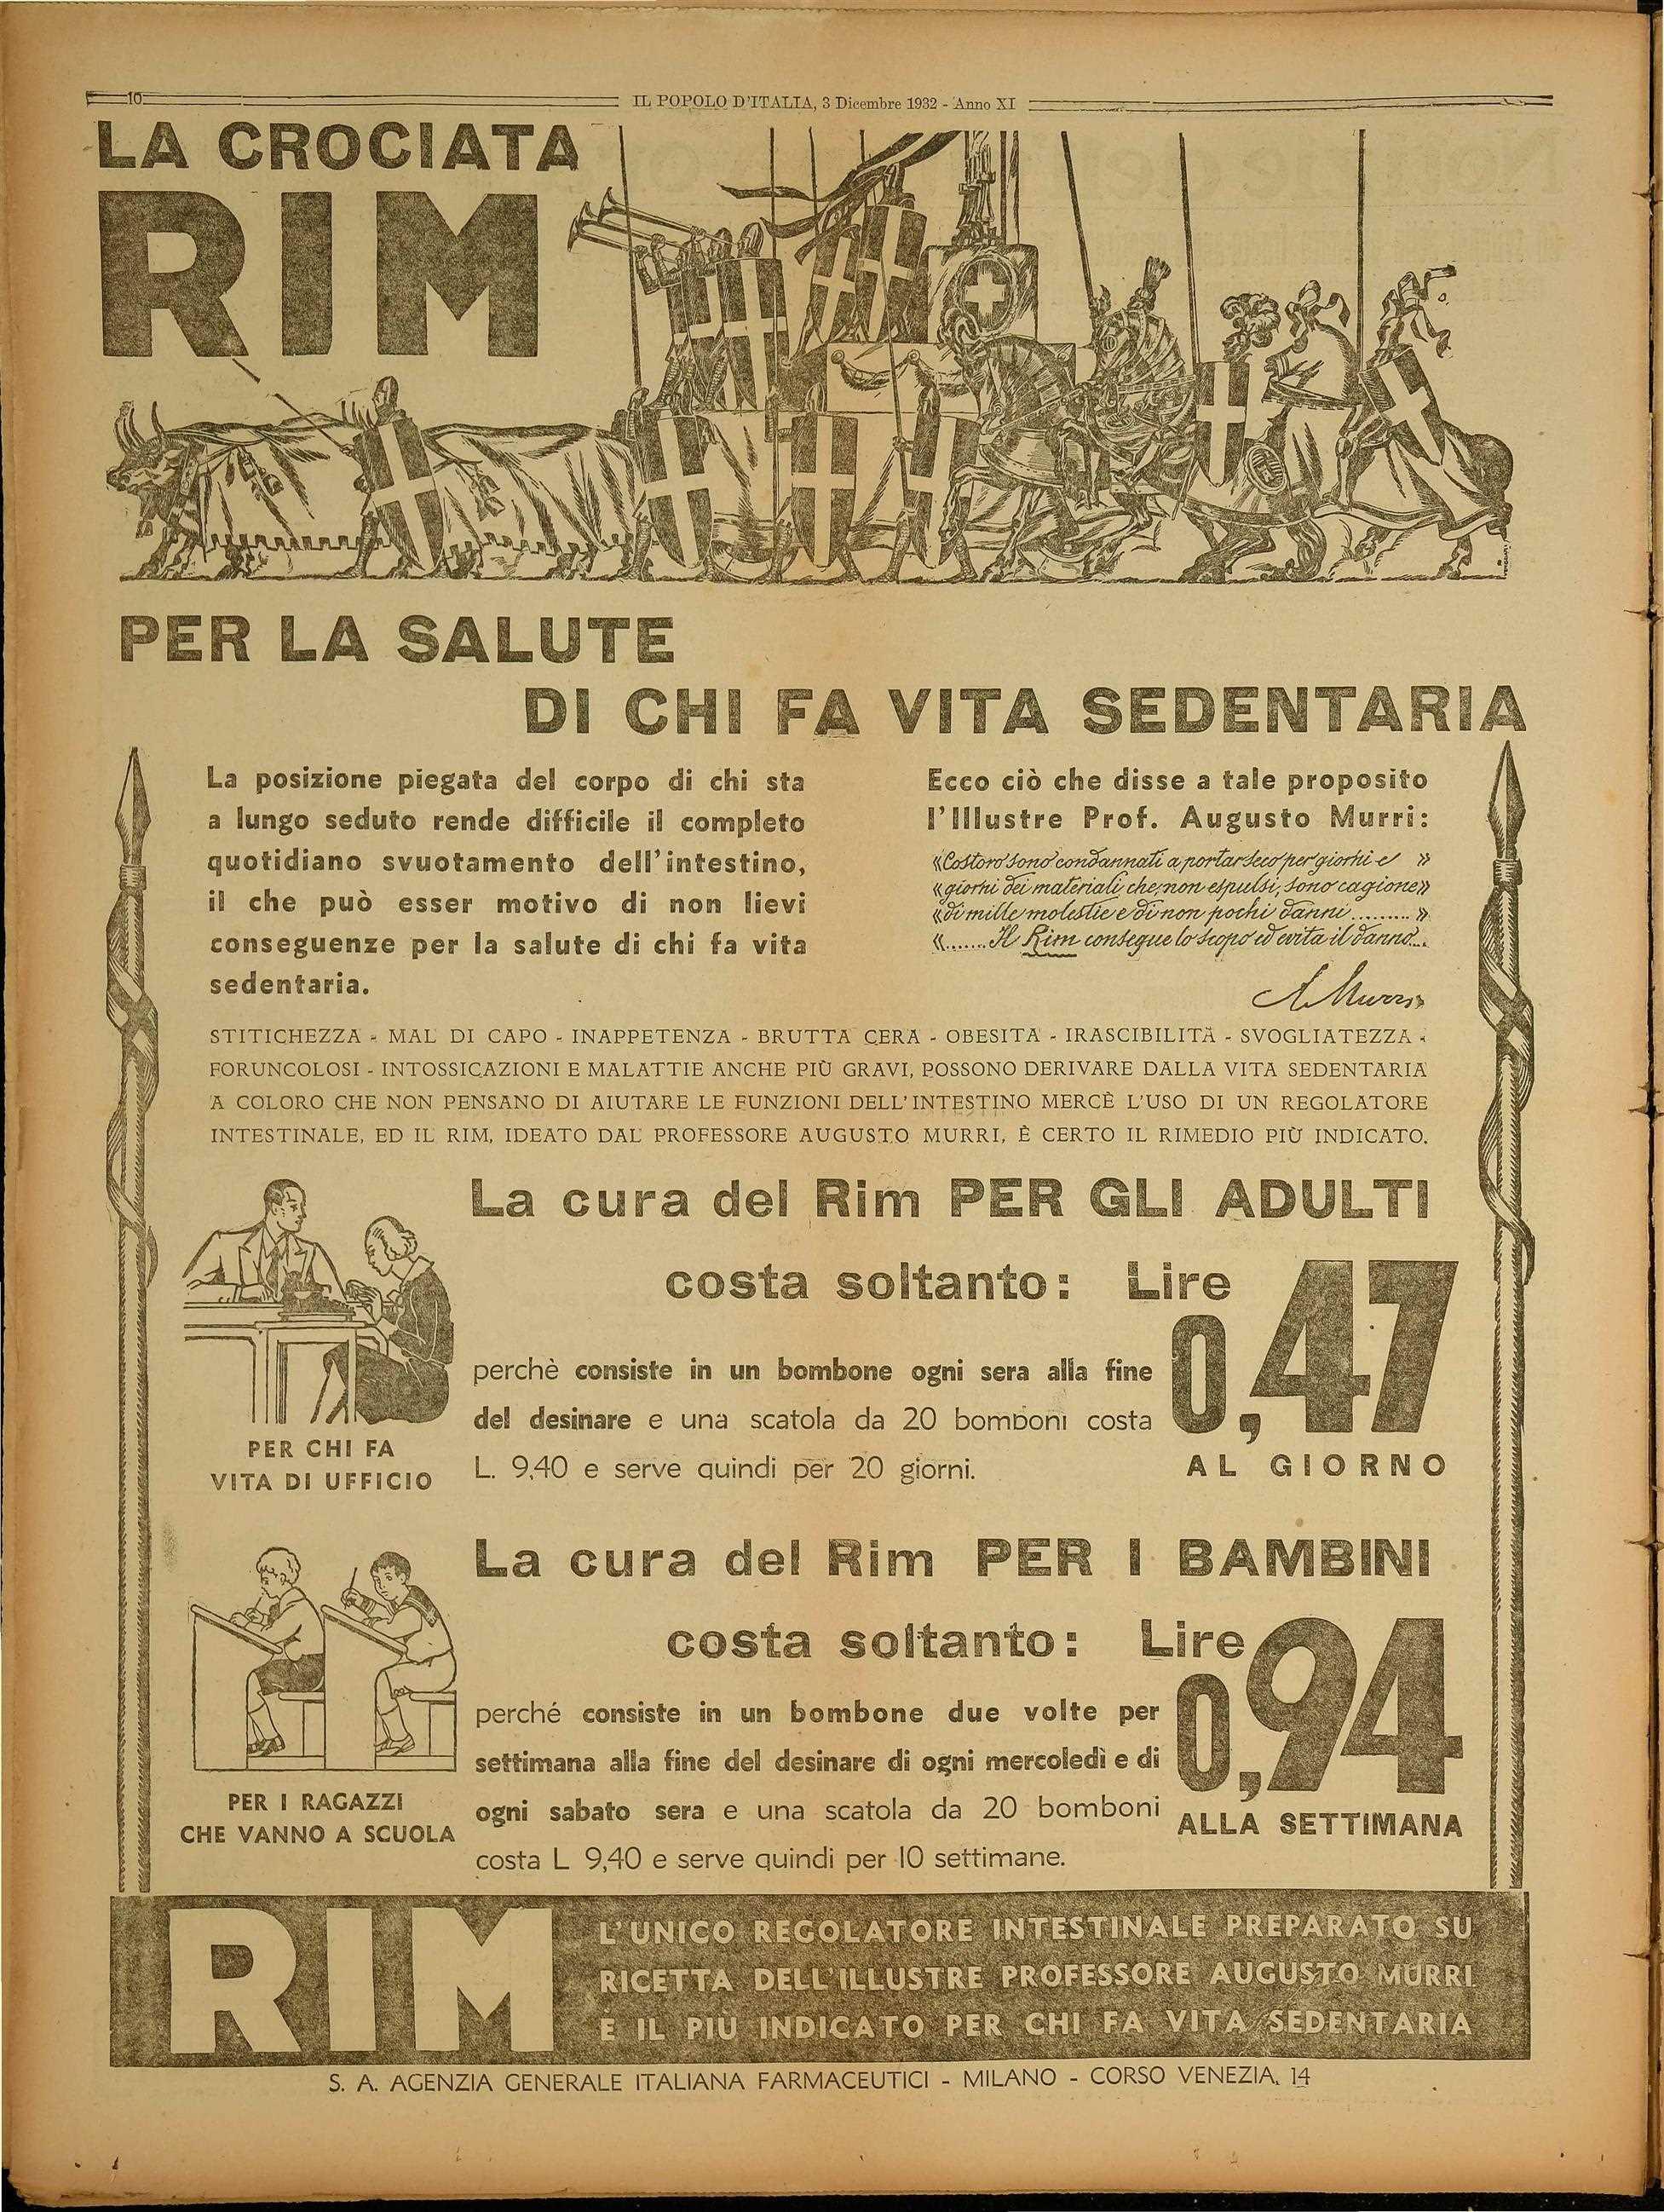 10
IL POPOLO D'ITALIA, 3 Dicembre 1932 - Anno XI
LA CROCIATA
RIM
PER LA SALUTE
DI CHI FA VITA SEDENTARIA
La posizione piegata del corpo di chi sta
a lungo seduto rende difficile il completo
quotidiano svuotamento dell'intestino,
il che può esser motivo di non lievi
conseguenze per la salute di chi fa vita
sedentaria.
Ecco ciò che disse a tale proposito
l'Illustre Prof. Augusto Murri:
«Costoro sono condannati a portar seco per giorni e »
«giorni dei materiali che, non espulsi, sono cagione»
«di mille molestie e di non pochi danni ......... »
«....... Il Rim consegue lo scopo ed evita il danno...
A. Murri»
STITICHEZZA - MAL DI CAPO - INAPPETENZA - BRUTTA CERA - OBESITA - IRASCIBILITÀ - SVOGLIATEZZA -
FORUNCOLOSI - INTOSSICAZIONI E MALATTIE ANCHE PIÙ GRAVI, POSSONO DERIVARE DALLA VITA SEDENTARIA
A COLORO CHE NON PENSANO DI AIUTARE LE FUNZIONI DELL'INTESTINO MERCÈ L'USO DI UN REGOLATORE
INTESTINALE, ED IL RIM, IDEATO DAL PROFESSORE AUGUSTO MURRI, È CERTO IL RIMEDIO PIÙ INDICATO.
La cura del Rim PER GLI ADULTI
costa soltanto: Lire 0,47
AL GIORNO
perchè consiste in un bombone ogni sera alla fine
del desinare e una scatola da 20 bomboni costa
L. 9,40 e serve quindi per 20 giorni.
PER CHI FA
VITA DI UFFICIO
La cura del Rim PER I BAMBINI
costa soltanto: Lire 0,94
ALLA SETTIMANA
perché consiste in un bombone due volte per
settimana alla fine del desinare di ogni mercoledì e di
ogni sabato sera e una scatola da 20 bomboni
costa L 9,40 e serve quindi per 10 settimane.
PER I RAGAZZI
CHE VANNO A SCUOLA
RIM
L'UNICO REGOLATORE INTESTINALE PREPARATO SU
RICETTA DELL'ILLUSTRE PROFESSORE AUGUSTO MURRI
È IL PIÙ INDICATO PER CHI FA VITA SEDENTARIA
S. A. AGENZIA GENERALE ITALIANA FARMACEUTICI - MILANO - CORSO VENEZIA, 14